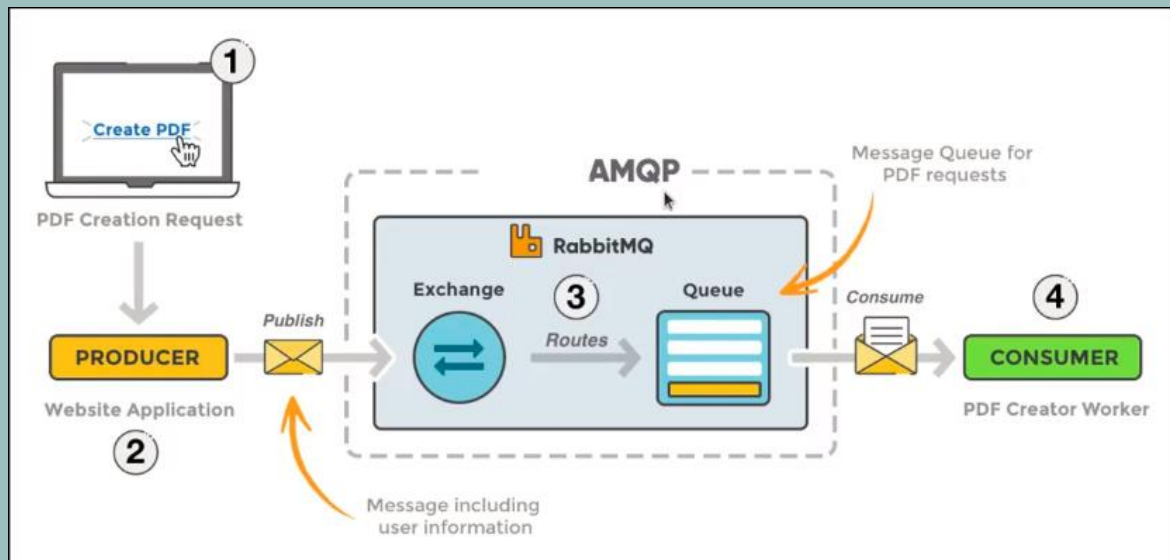 1
Create PDF
PDF Creation Request
AMQP
Message Queue for
PDF requests
RabbitMQ
Exchange
3
Routes
Queue
Publish
Consume
4
PRODUCER
CONSUMER
Website Application
PDF Creator Worker
2
Message including
user information